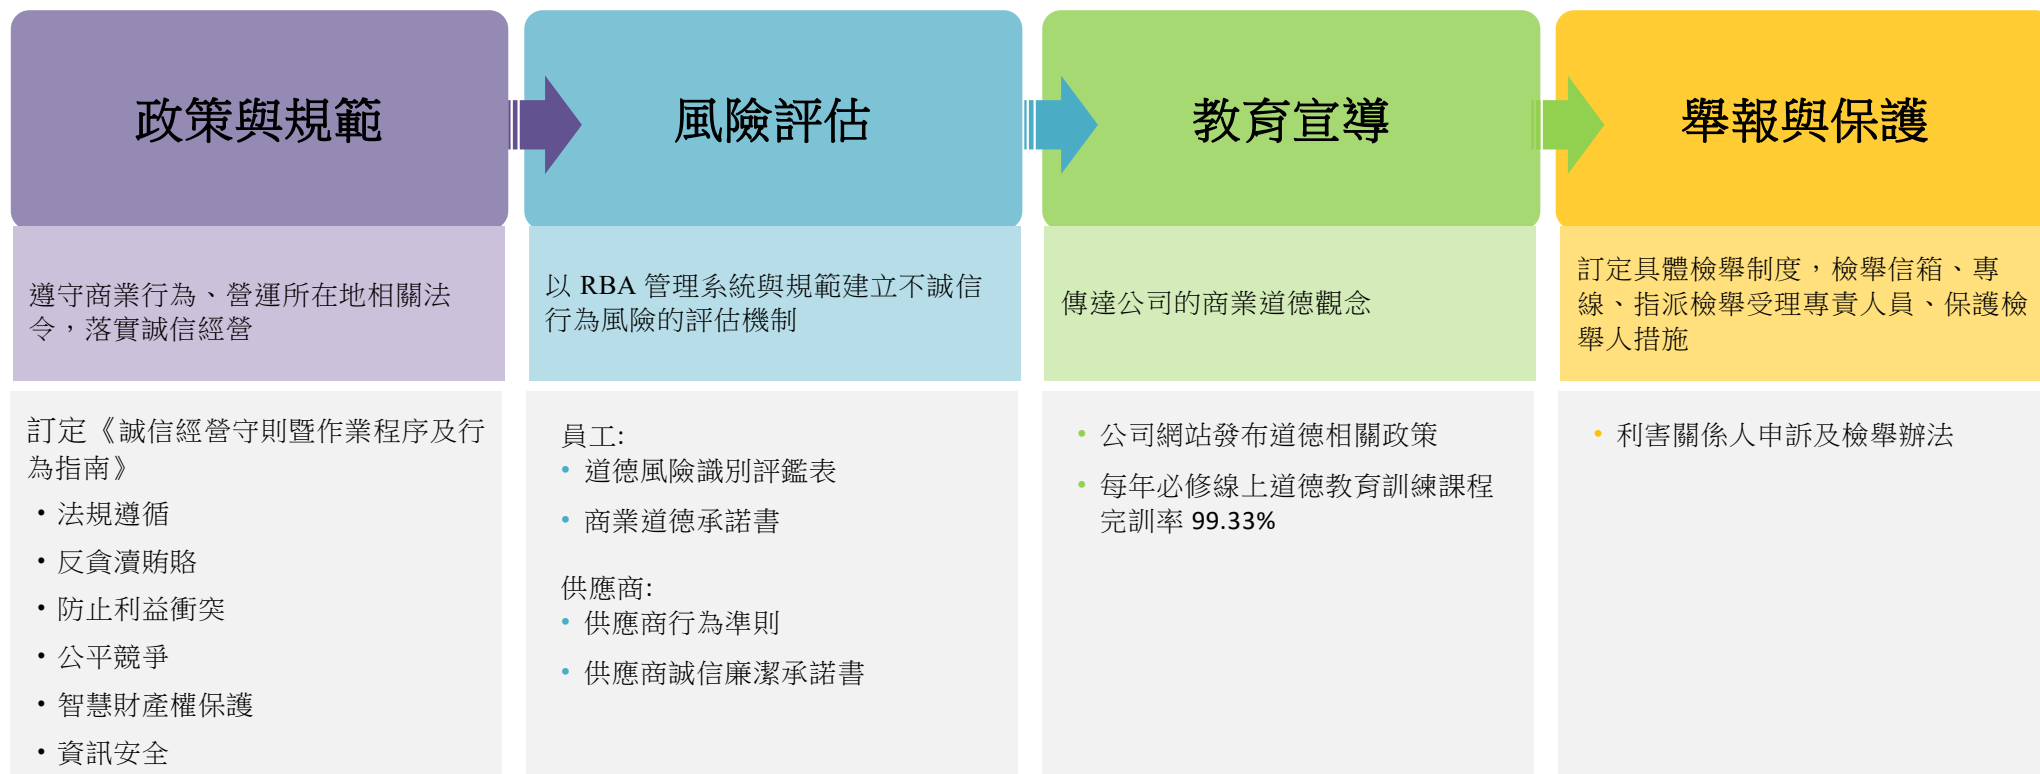 政策與規範
風險評估
教育宣導
舉報與保護
遵守商業行為、營運所在地相關法
令，落實誠信經營
以 RBA 管理系統與規範建立不誠信
行為風險的評估機制
傳達公司的商業道德觀念
訂定具體檢舉制度，檢舉信箱、專
線、指派檢舉受理專責人員、保護檢
舉人措施
訂定《誠信經營守則暨作業程序及行
為指南》
•法規遵循
•反貪瀆賄賂
•防止利益衝突
•公平競爭
•智慧財產權保護
•資訊安全
員工:
• 道德風險識別評鑑表
• 商業道德承諾書
供應商:
• 供應商行為準則
• 供應商誠信廉潔承諾書
• 公司網站發布道德相關政策
• 每年必修線上道德教育訓練課程
完訓率 99.33%
• 利害關係人申訴及檢舉辦法